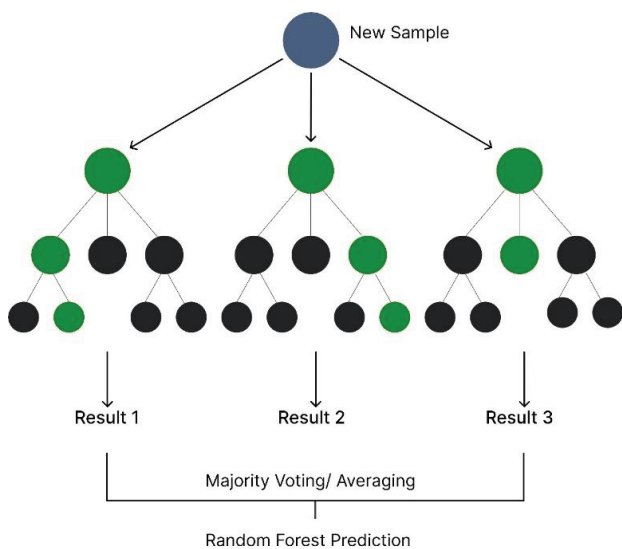 New Sample
Result 1
Result 2
Result 3
Majority Voting/ Averaging
Random Forest Prediction